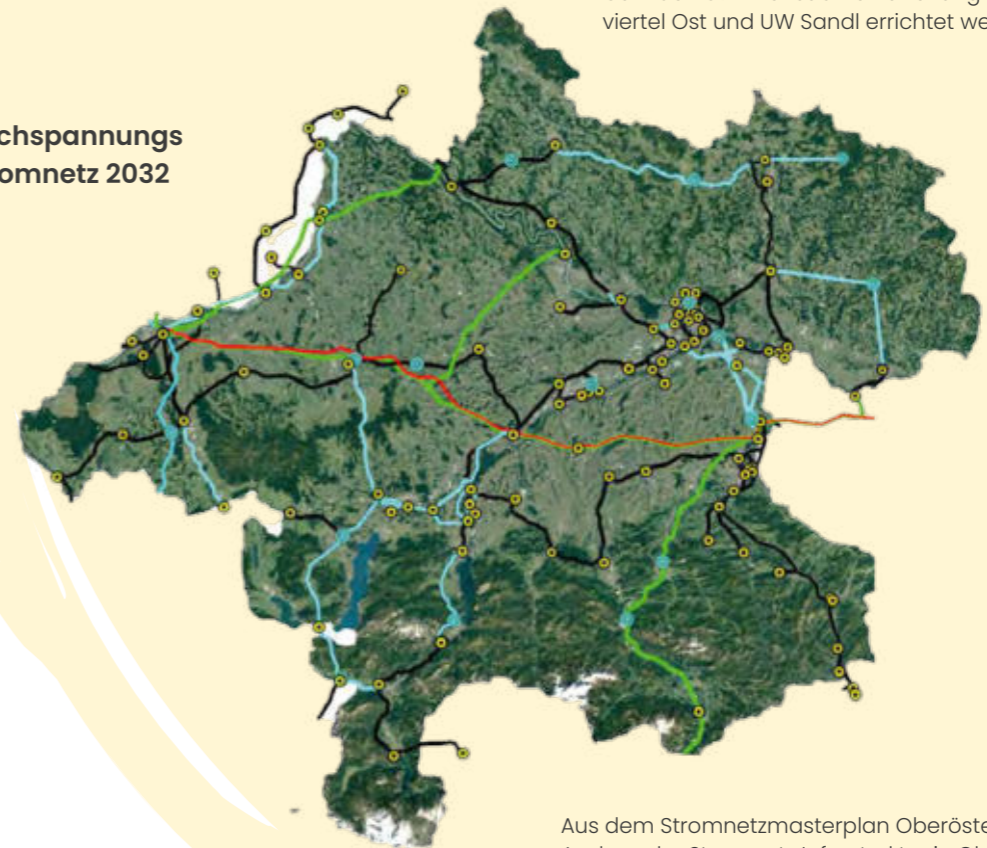 viertel Ost und UW Sandl errichtet we
chspannungs
omnetz 2032
Aus dem Stromnetzmasterplan Oberöste